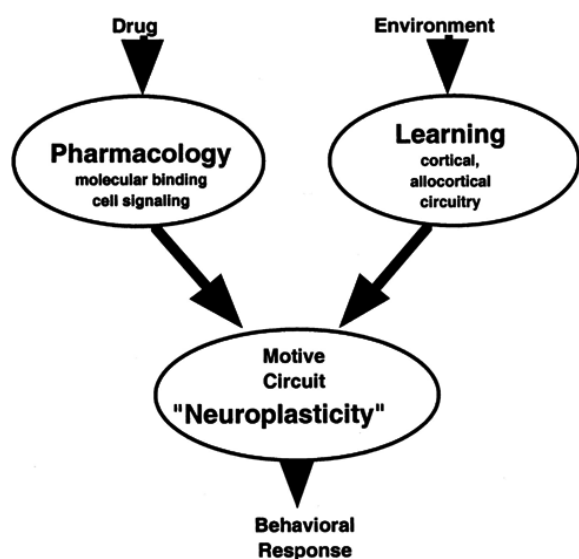 Drug
Environment
Pharmacology
molecular binding
cell signaling
Learning
cortical,
allocortical
circuitry
Motive
Circuit
"Neuroplasticity"
Behavioral
Response